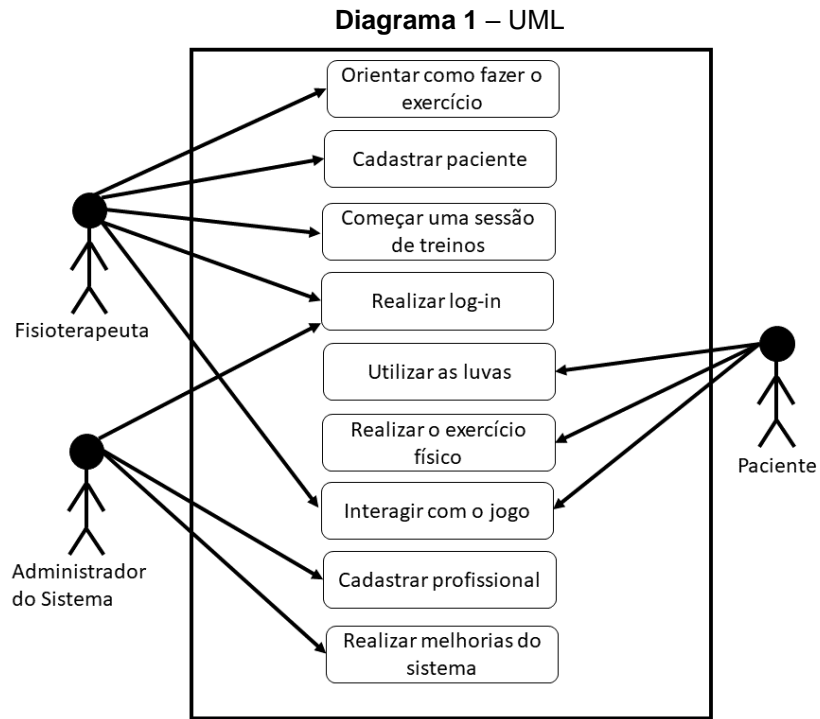 Diagrama 1 – UML
Orientar como fazer o
exercício
Cadastrar paciente
Começar uma sessão
de treinos
Fisioterapeuta
Realizar log-in
Utilizar as luvas
Realizar o exercício
físico
Paciente
Interagir com o jogo
Administrador
do Sistema
Cadastrar profissional
Realizar melhorias do
sistema